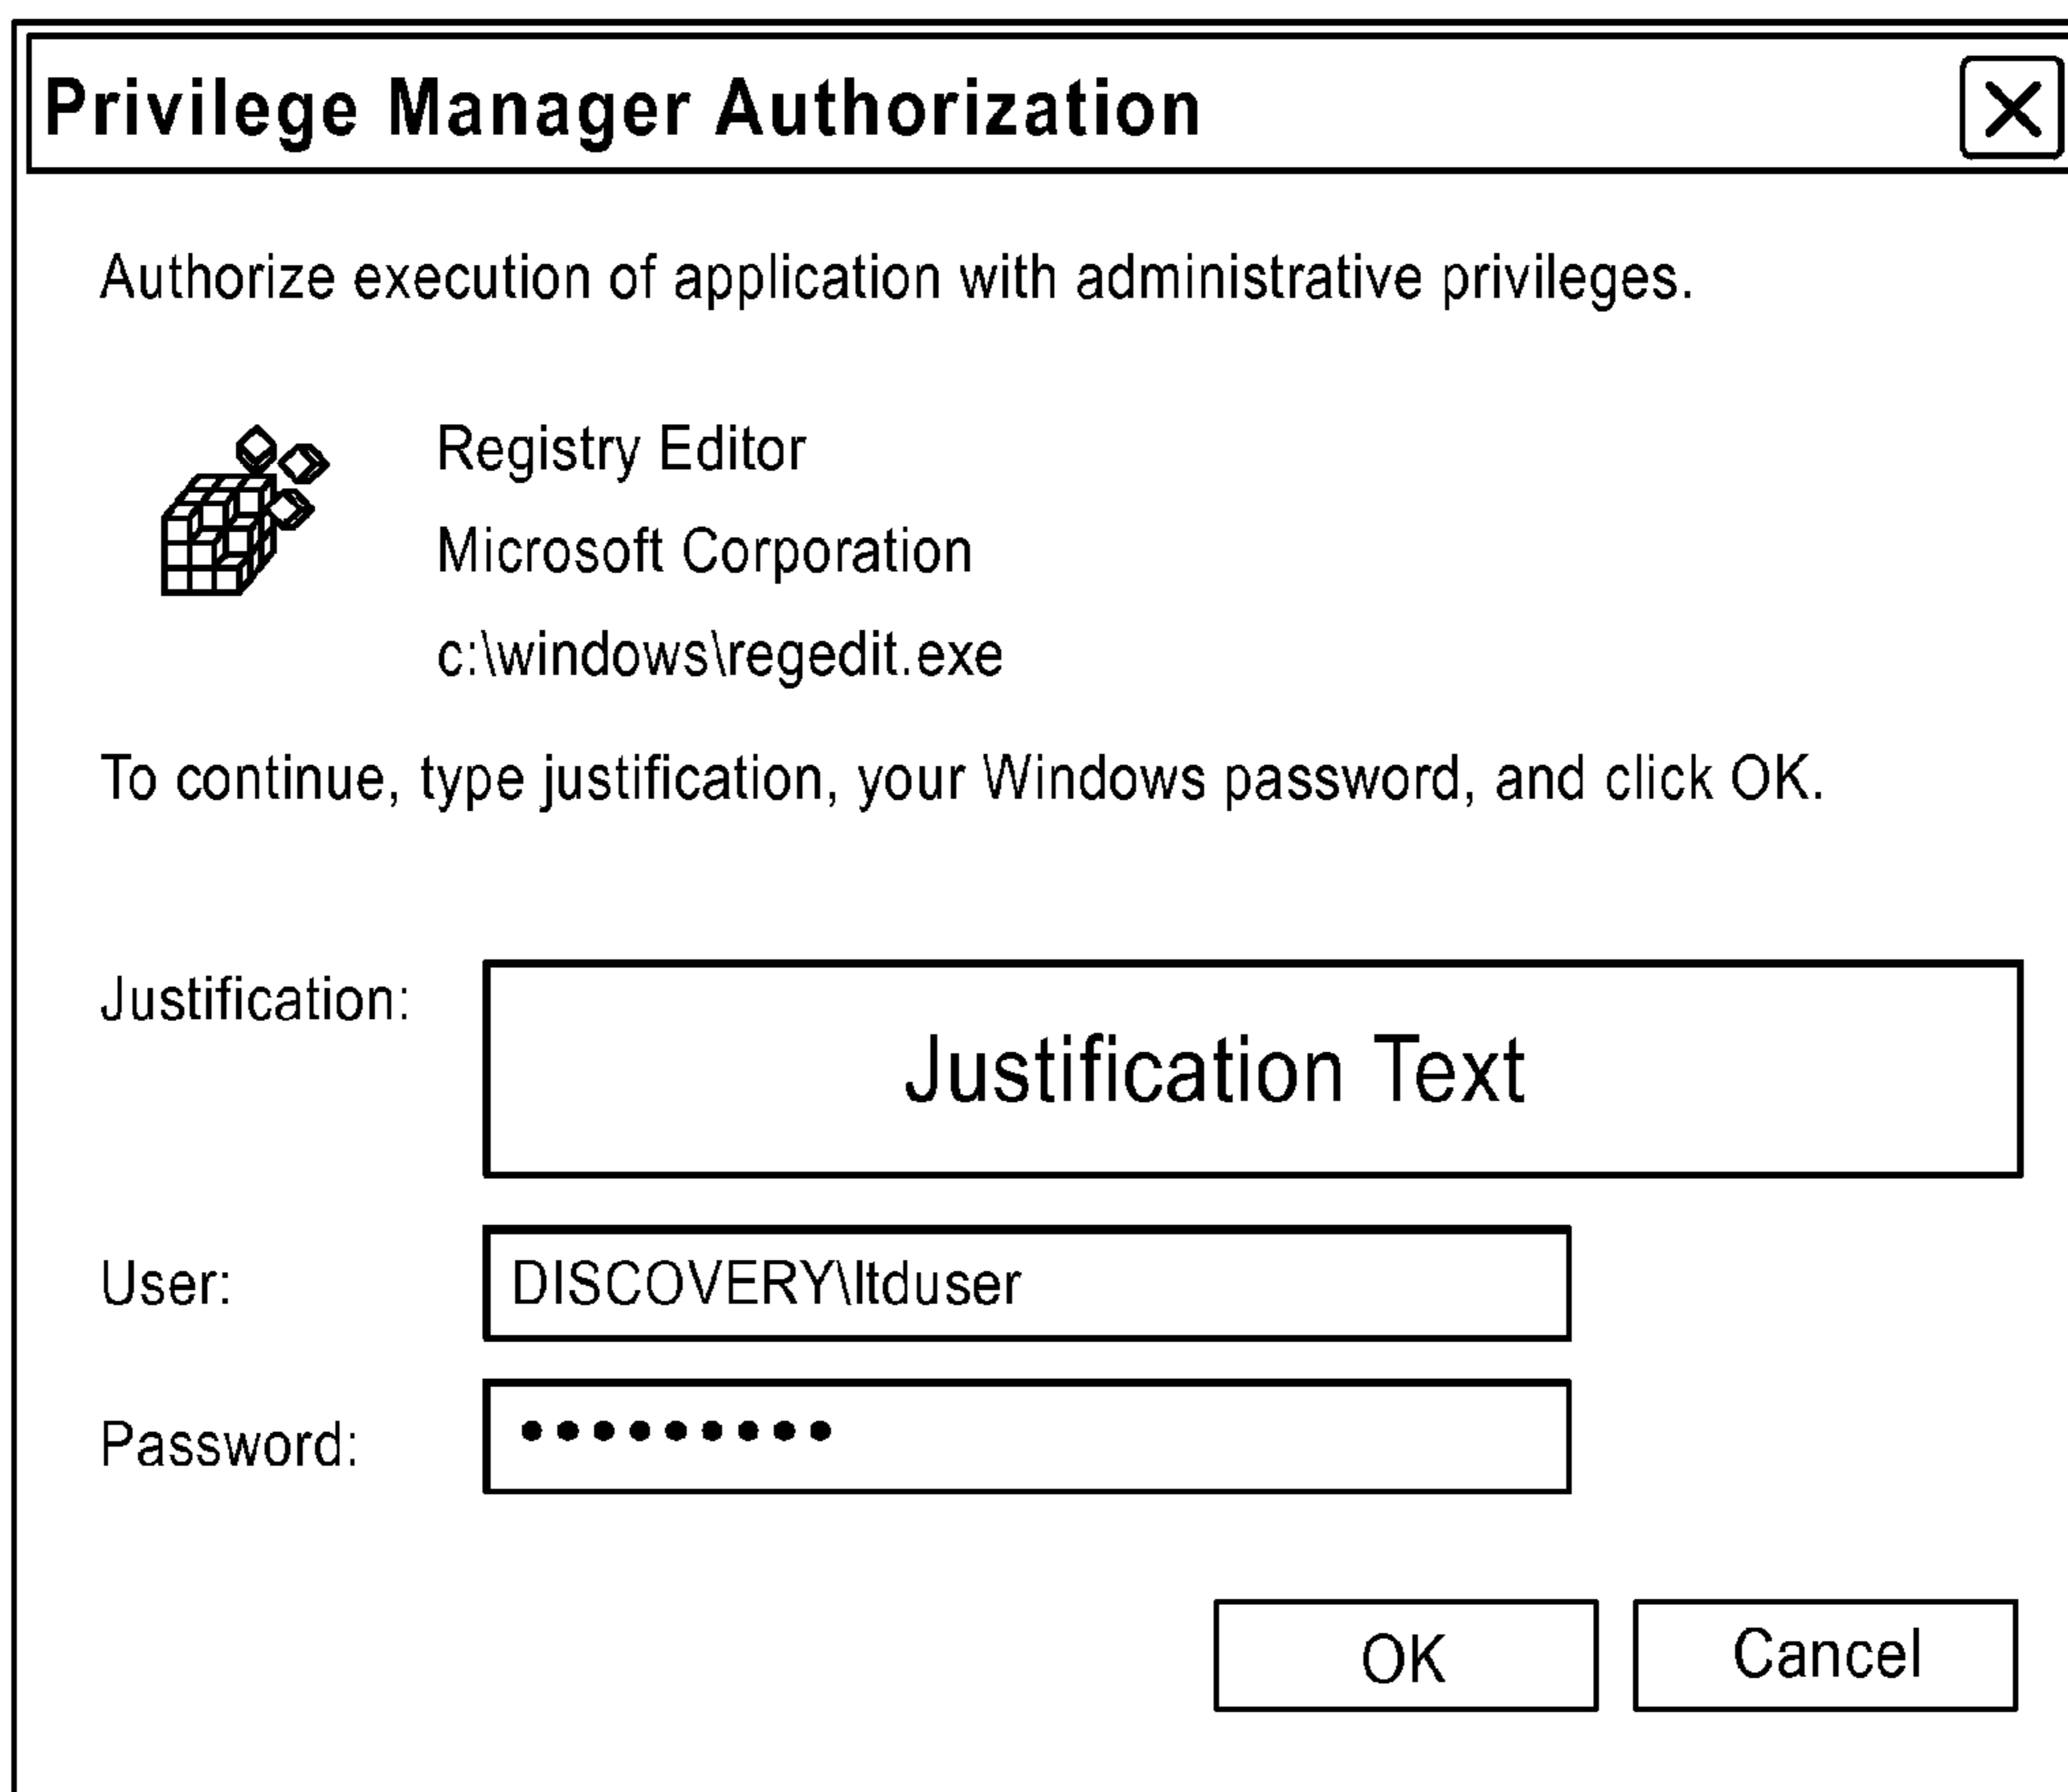 Privilege Manager Authorization
Authorize execution of application with administrative privileges.
Registry Editor
Microsoft Corporation
c:\windows\regedit.exe
To continue, type justification, your Windows password, and click OK.
Justification:
Justification Text
User: DISCOVERY\ltduser
Password: •••••••••
OK Cancel